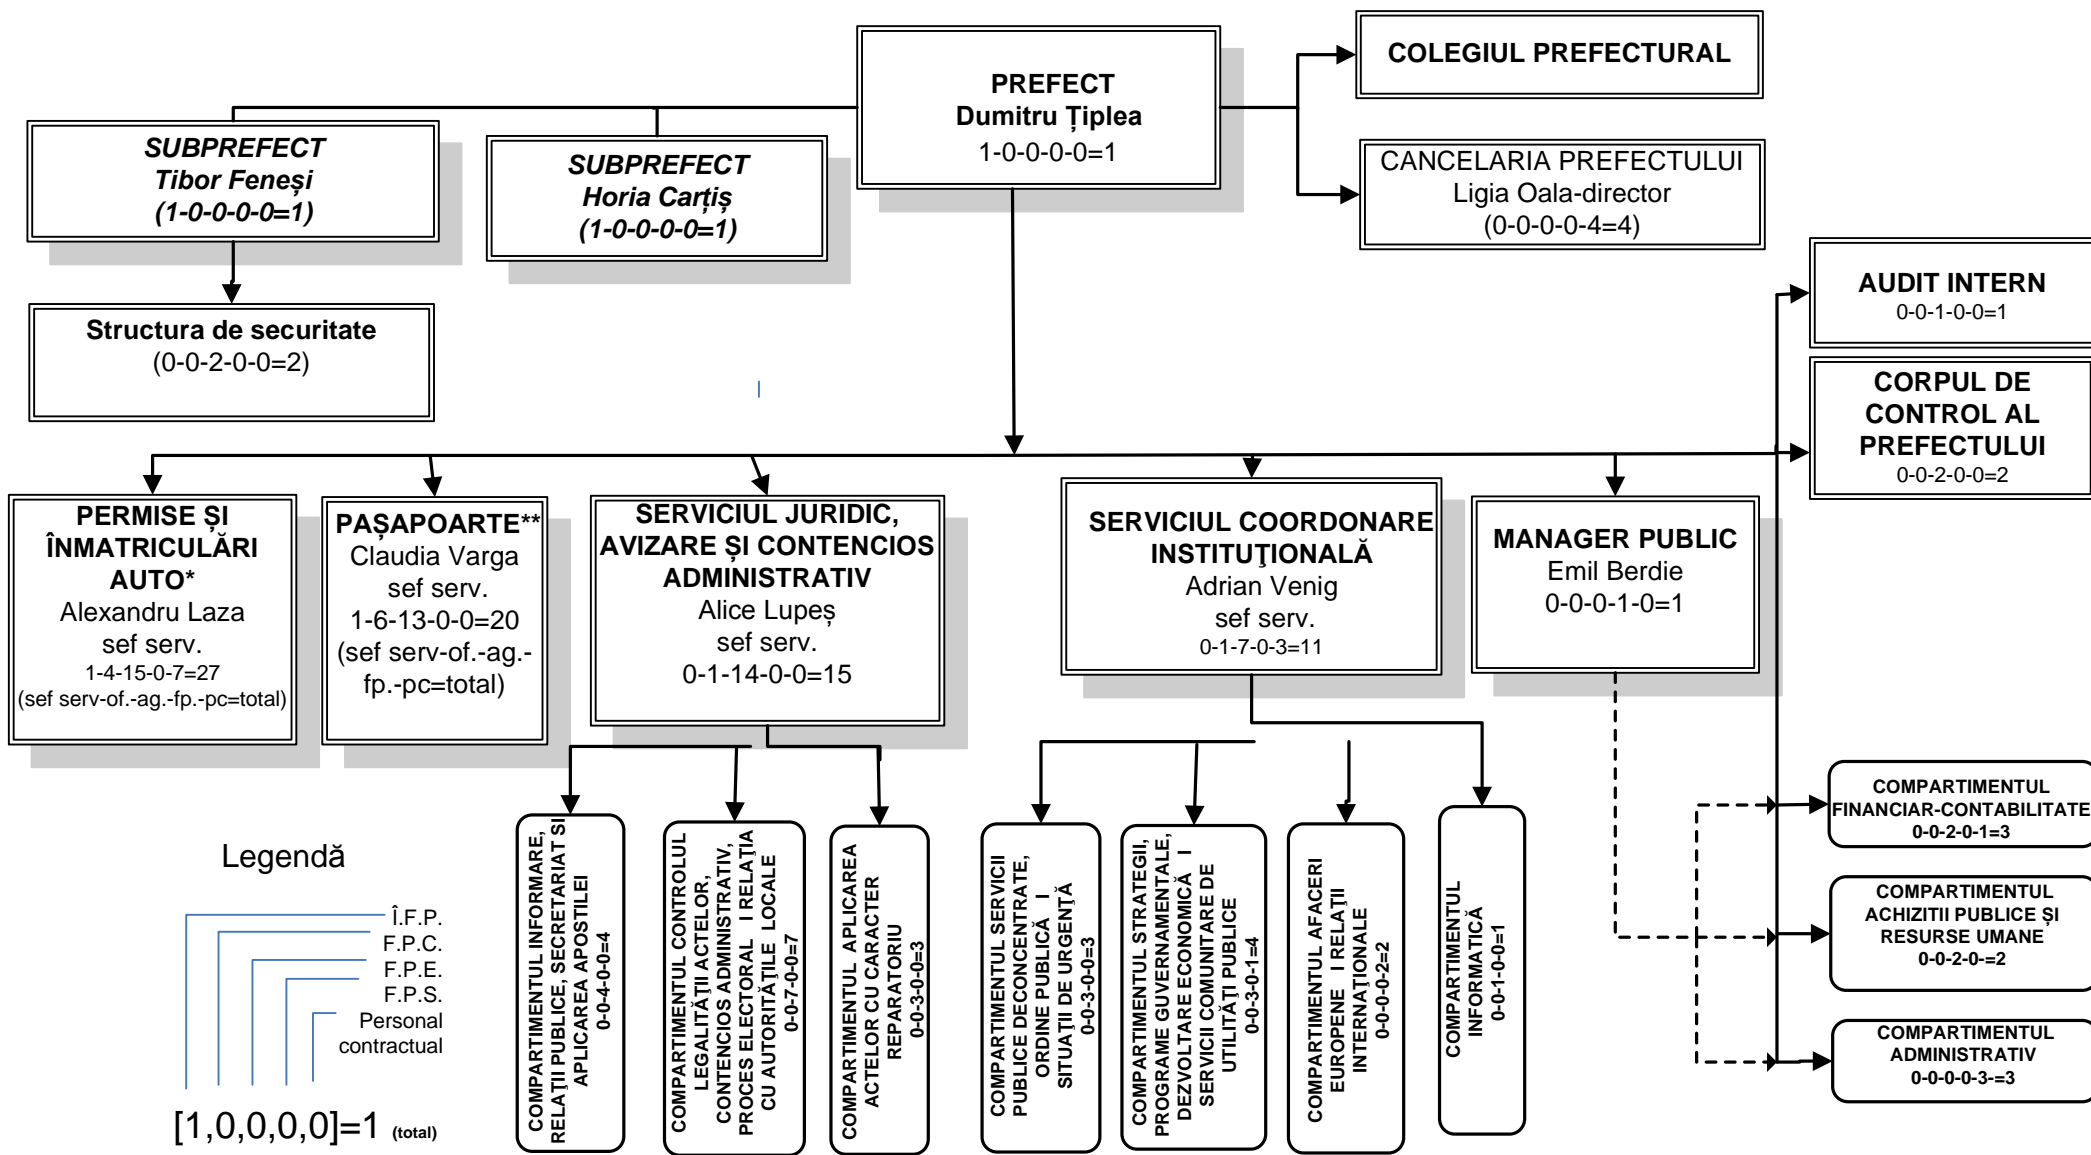 COLEGIUL PREFECTURAL
PREFECT
Dumitru Țiplea
1-0-0-0-0=1
SUBPREFECT
Tibor Feneși
(1-0-0-0-0=1)
SUBPREFECT
Horia Carțiș
(1-0-0-0-0=1)
CANCELARIA PREFECTULUI
Ligia Oala-director
(0-0-0-0-4=4)
AUDIT INTERN
0-0-1-0-0=1
Structura de securitate
(0-0-2-0-0=2)
CORPUL DE
CONTROL AL
PREFECTULUI
0-0-2-0-0=2
PERMISE ȘI
ÎNMATRICULĂRI
AUTO*
Alexandru Laza
sef serv.
1-4-15-0-7=27
(sef serv-of.-ag.-fp.-pc=total)
PAȘAPOARTE**
Claudia Varga
sef serv.
1-6-13-0-0=20
(sef serv-of.-ag.-
fp.-pc=total)
SERVICIUL JURIDIC,
AVIZARE ȘI CONTENCIOS
ADMINISTRATIV
Alice Lupeș
sef serv.
0-1-14-0-0=15
SERVICIUL COORDONARE
INSTITUŢIONALĂ
Adrian Venig
sef serv.
0-1-7-0-3=11
MANAGER PUBLIC
Emil Berdie
0-0-0-1-0=1
COMPARTIMENTUL INFORMARE,
RELAŢII PUBLICE, SECRETARIAT SI
APLICAREA APOSTILEI
0-0-4-0-0=4
COMPARTIMENTUL CONTROLUL
LEGALITĂŢII ACTELOR,
CONTENCIOS ADMINISTRATIV,
PROCES ELECTORAL I RELAŢIA
CU AUTORITĂŢILE LOCALE
0-0-7-0-0=7
COMPARTIMENTUL APLICAREA
ACTELOR CU CARACTER
REPARATORIU
0-0-3-0-0=3
COMPARTIMENTUL SERVICII
PUBLICE DECONCENTRATE,
ORDINE PUBLICĂ I
SITUAŢII DE URGENŢĂ
0-0-3-0-0=3
COMPARTIMENTUL STRATEGII,
PROGRAME GUVERNAMENTALE,
DEZVOLTARE ECONOMICĂ I
SERVICII COMUNITARE DE
UTILITĂŢI PUBLICE
0-0-3-0-1=4
COMPARTIMENTUL AFACERI
EUROPENE I RELAŢII
INTERNAŢIONALE
0-0-0-0-2=2
COMPARTIMENTUL
INFORMATICĂ
0-0-1-0-0=1
COMPARTIMENTUL
FINANCIAR-CONTABILITATE
0-0-2-0-1=3
COMPARTIMENTUL
ACHIZITII PUBLICE ȘI
RESURSE UMANE
0-0-2-0-=2
COMPARTIMENTUL
ADMINISTRATIV
0-0-0-0-3-=3
Legendă
Î.F.P.
F.P.C.
F.P.E.
F.P.S.
Personal
contractual
[1,0,0,0,0]=1 (total)